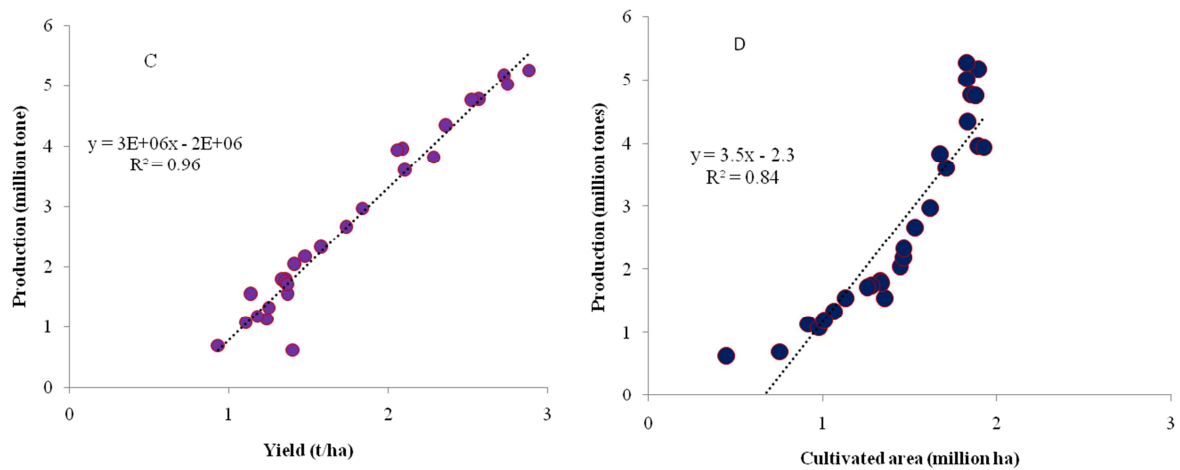 C
y = 3E+06x - 2E+06
R² = 0.96
Production (million tone)
6
5
4
3
2
1
0
0 1 2 3
Yield (t/ha)
D
y = 3.5x - 2.3
R² = 0.84
Production (million tones)
6
5
4
3
2
1
0
0 1 2 3
Cultivated area (million ha)